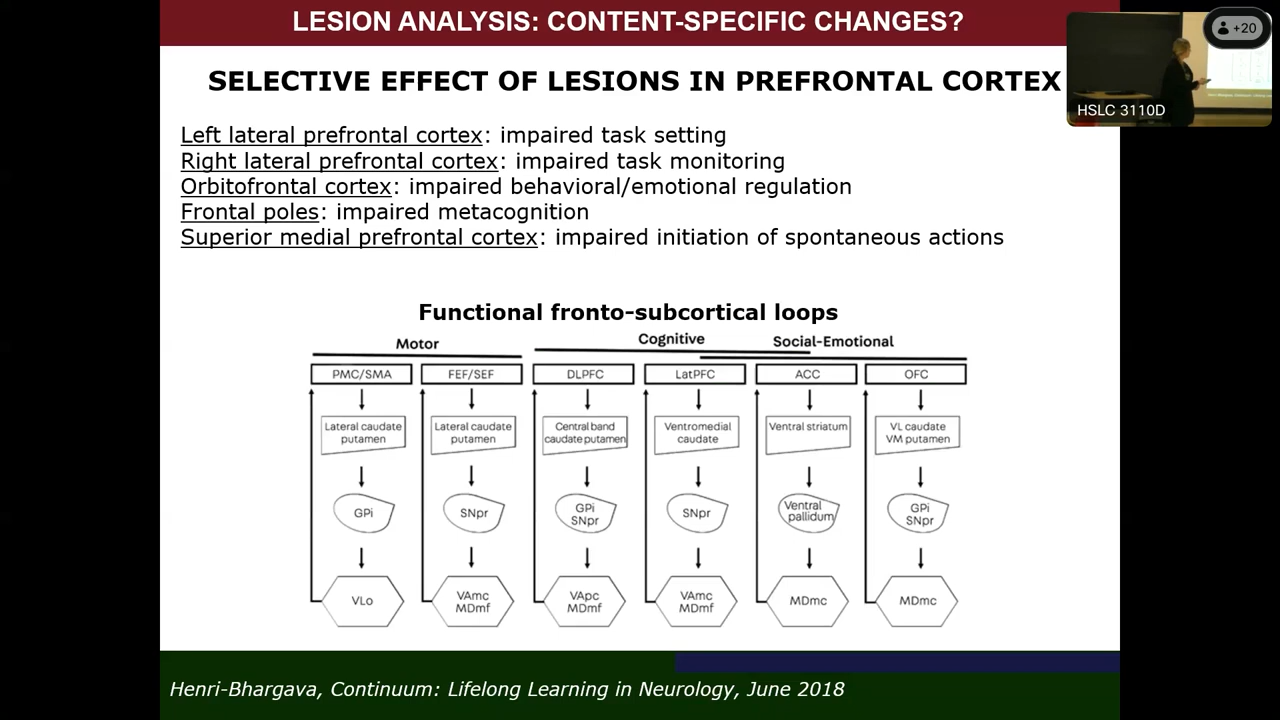 LESION ANALYSIS: CONTENT-SPECIFIC CHANGES?
+20
HSLC 3110D
SELECTIVE EFFECT OF LESIONS IN PREFRONTAL CORTEX
Left lateral prefrontal cortex: impaired task setting
Right lateral prefrontal cortex: impaired task monitoring
Orbitofrontal cortex: impaired behavioral/emotional regulation
Frontal poles: impaired metacognition
Superior medial prefrontal cortex: impaired initiation of spontaneous actions
Functional fronto-subcortical loops
Motor
Cognitive
Social-Emotional
PMC/SMA
FEF/SEF
DLPFC
LatPFC
ACC
OFC
Lateral caudate
putamen
Lateral caudate
putamen
Central band
caudate putamen
Ventromedial
caudate
Ventral striatum
VL caudate
VM putamen
GPi
SNpr
GPi
SNpr
SNpr
Ventral
pallidum
GPi
SNpr
VLo
VAmc
MDmf
VApc
MDmf
VAmc
MDmf
MDmc
MDmc
Henri-Bhargava, Continuum: Lifelong Learning in Neurology, June 2018